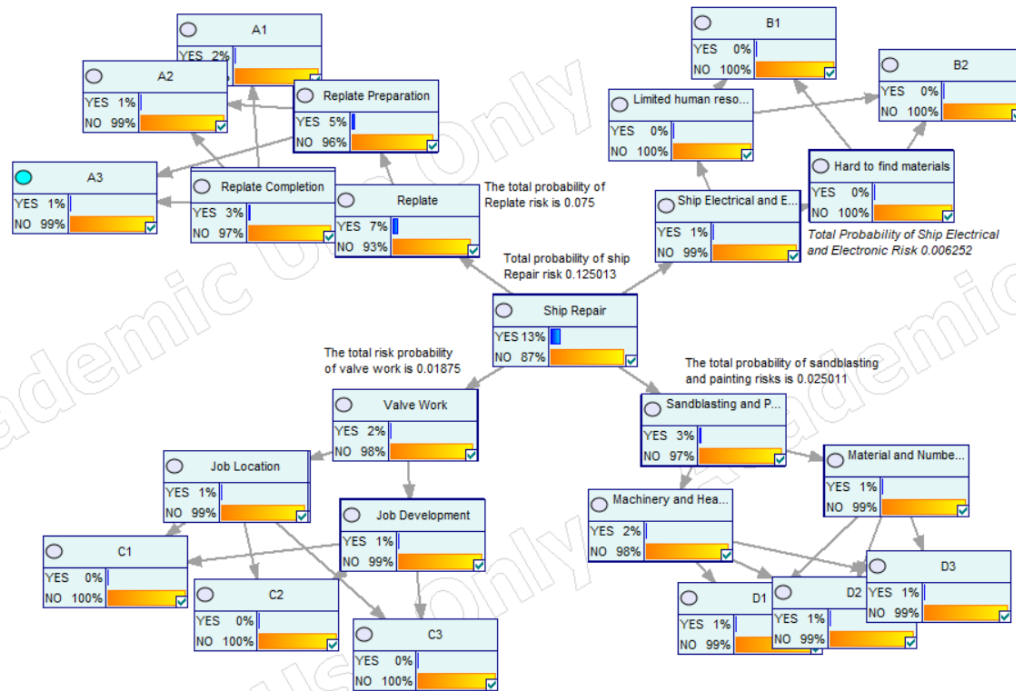 A1
YES 2%
A2
YES 1%
NO 99%
Replate Preparation
YES 5%
NO 96%
A3
YES 1%
NO 99%
Replate Completion
YES 3%
NO 97%
Replate
YES 7%
NO 93%
The total probability of
Replate risk is 0.075
B1
YES 0%
NO 100%
B2
YES 0%
NO 100%
Limited human reso...
YES 0%
NO 100%
Hard to find materials
YES 0%
NO 100%
Ship Electrical and E...
YES 1%
NO 99%
Total Probability of Ship Electrical
and Electronic Risk 0.006252
Total probability of ship
Repair risk 0.125013
Ship Repair
YES 13%
NO 87%
The total risk probability
of valve work is 0.01875
The total probability of sandblasting
and painting risks is 0.025011
Valve Work
YES 2%
NO 98%
Job Location
YES 1%
NO 99%
Job Development
YES 1%
NO 99%
C1
YES 0%
NO 100%
C2
YES 0%
NO 100%
C3
YES 0%
NO 100%
Sandblasting and P...
YES 3%
NO 97%
Material and Numbe...
YES 1%
NO 99%
Machinery and Hea...
YES 2%
NO 98%
D1
YES 1%
NO 99%
D2
YES 1%
NO 99%
D3
YES 1%
NO 99%
ademic Use Only
Academic
Use Only